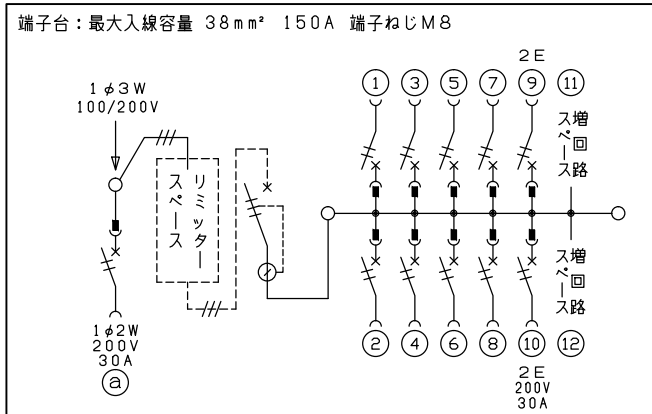 端子台：最大入線容量 38mm² 150A 端子ねじM8
1φ3W
100/200V
リミッター
スペース
1φ2W
200V
30A
a
2E
1 3 5 7 9 11
増回路
スペース
増回路
スペース
2 4 6 8 10 12
2E
200V
30A